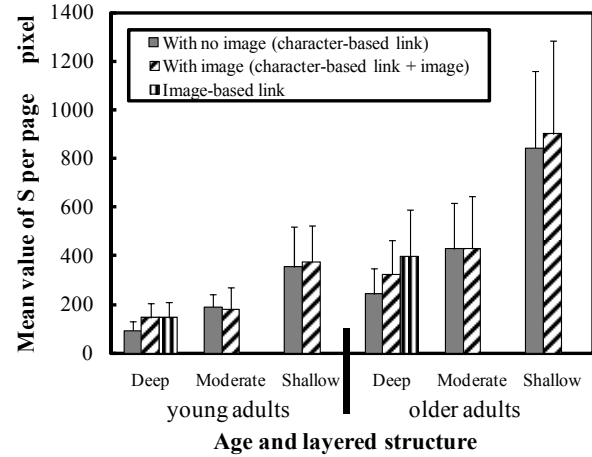 Mean value of S per page pixel
1400
1200
1000
800
600
400
200
0
With no image (character-based link)
With image (character-based link + image)
Image-based link
Deep Moderate Shallow Deep Moderate Shallow
young adults older adults
Age and layered structure